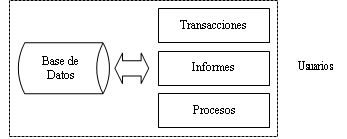 Transacciones
Base de
Datos
Informes
Usuarios
Procesos